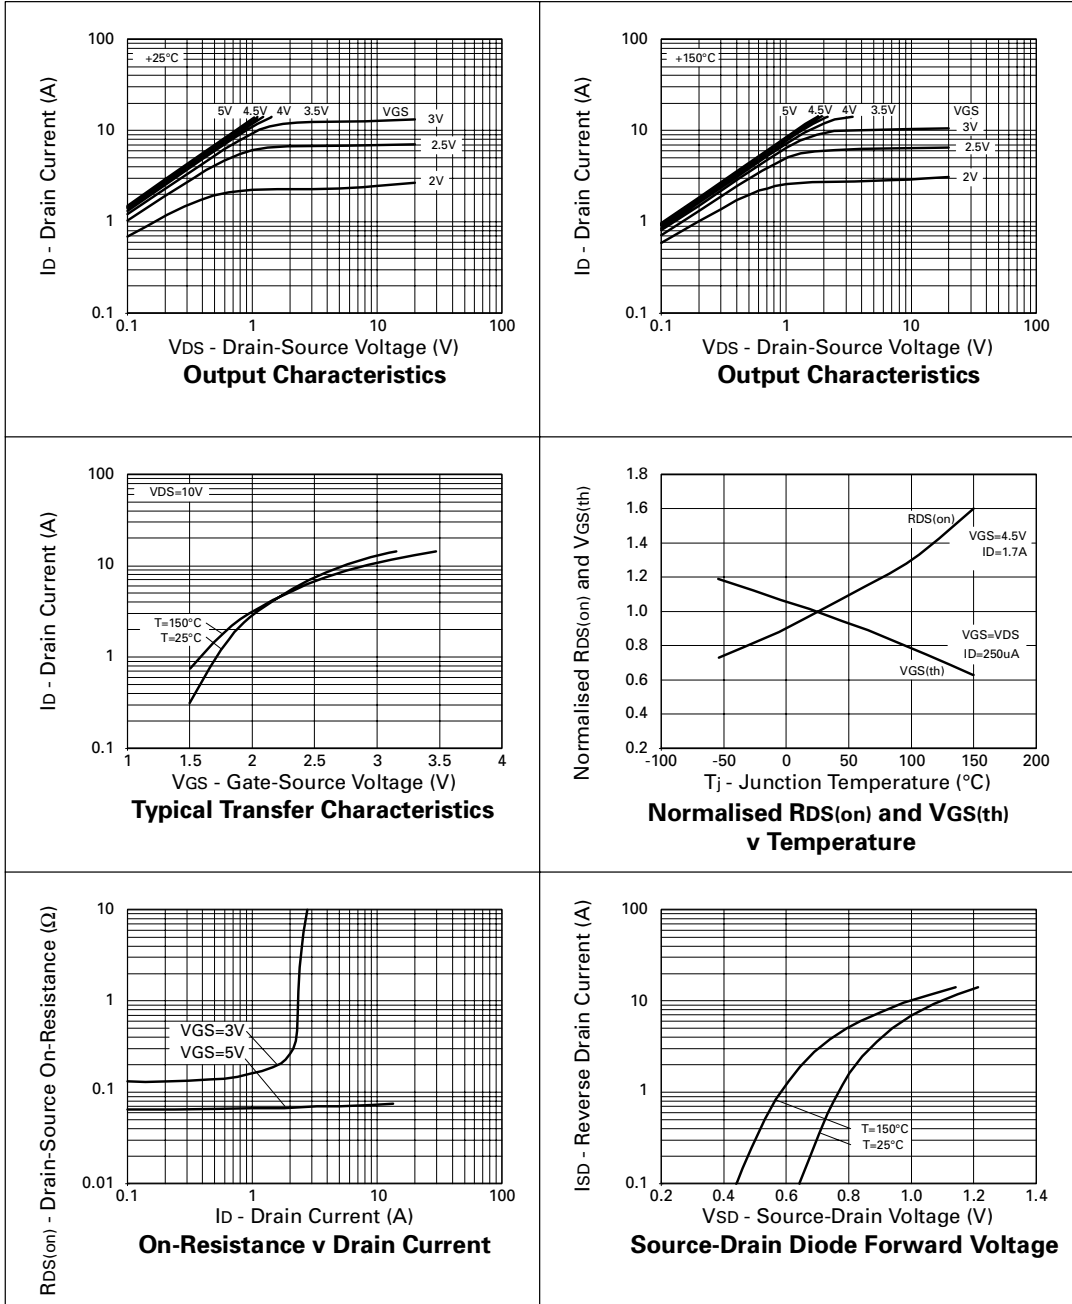 ID - Drain Current (A)
100
10
1
0.1
+25°C
5V 4.5V 4V 3.5V VGS
3V
2.5V
2V
0.1 1 10 100
VDS - Drain-Source Voltage (V)
Output Characteristics
ID - Drain Current (A)
100
10
1
0.1
+150°C
5V 4.5V 4V 3.5V VGS
3V
2.5V
2V
0.1 1 10 100
VDS - Drain-Source Voltage (V)
Output Characteristics
ID - Drain Current (A)
100
10
1
0.1
VDS=10V
T=150°C
T=25°C
1 1.5 2 2.5 3 3.5 4
VGS - Gate-Source Voltage (V)
Typical Transfer Characteristics
Normalised RDS(on) and VGS(th)
1.8
1.6
1.4
1.2
1.0
0.8
0.6
0.4
0.2
RDS(on)
VGS=4.5V
ID=1.7A
VGS=VDS
ID=250uA
VGS(th)
-100 -50 0 50 100 150 200
Tj - Junction Temperature (°C)
Normalised RDS(on) and VGS(th)
v Temperature
RDS(on) - Drain-Source On-Resistance (Ω)
10
1
0.1
0.01
VGS=3V
VGS=5V
0.1 1 10 100
ID - Drain Current (A)
On-Resistance v Drain Current
ISD - Reverse Drain Current (A)
100
10
1
0.1
T=150°C
T=25°C
0.2 0.4 0.6 0.8 1.0 1.2 1.4
VSD - Source-Drain Voltage (V)
Source-Drain Diode Forward Voltage